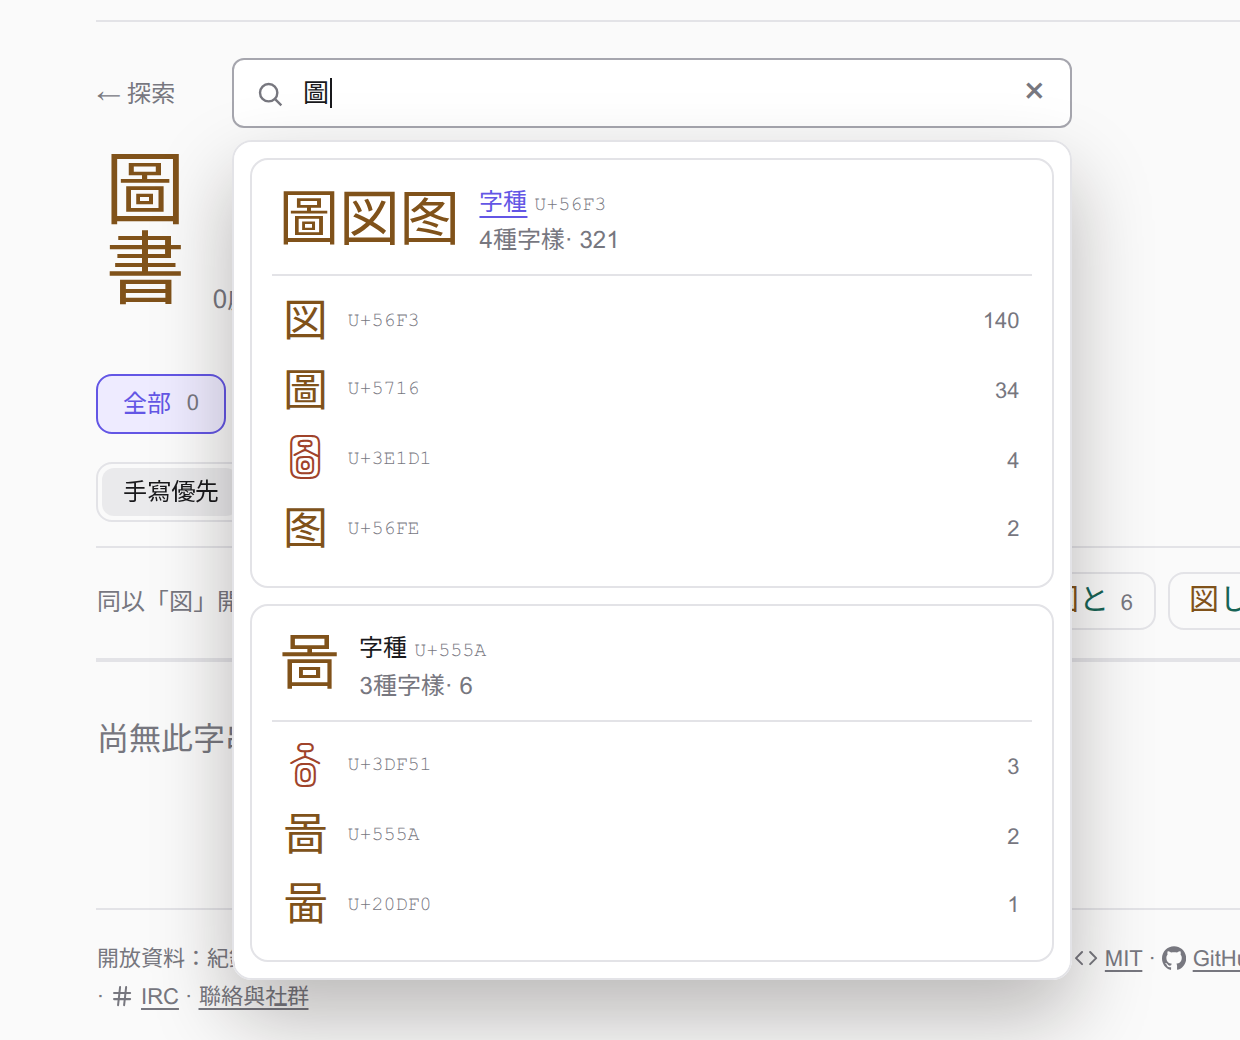 ← 探索
圖
圖書
0
圖図图 字種 U+56F3
4種字樣· 321
図 U+56F3 140
圖 U+5716 34
U+3E1D1 4
图 U+56FE 2
啚 字種 U+555A
3種字樣· 6
U+3DF51 3
啚 U+555A 2
𠷰 U+20DF0 1
全部 0
手寫優先
同以「図」開
と 6
図し
尚無此字
開放資料：紀
MIT · GitHu
· # IRC · 聯絡與社群